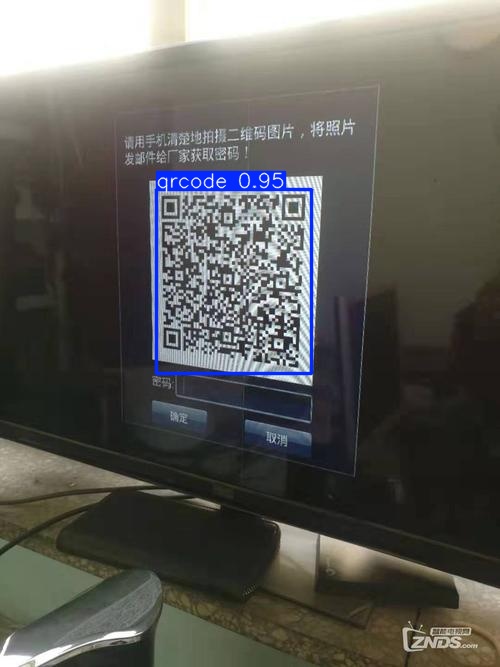 请用手机清楚地拍摄二维码图片，将照片
发邮件给厂家获取密码！
qrcode 0.95
密码:
确定
取消
智能电视网
ZNDS.com